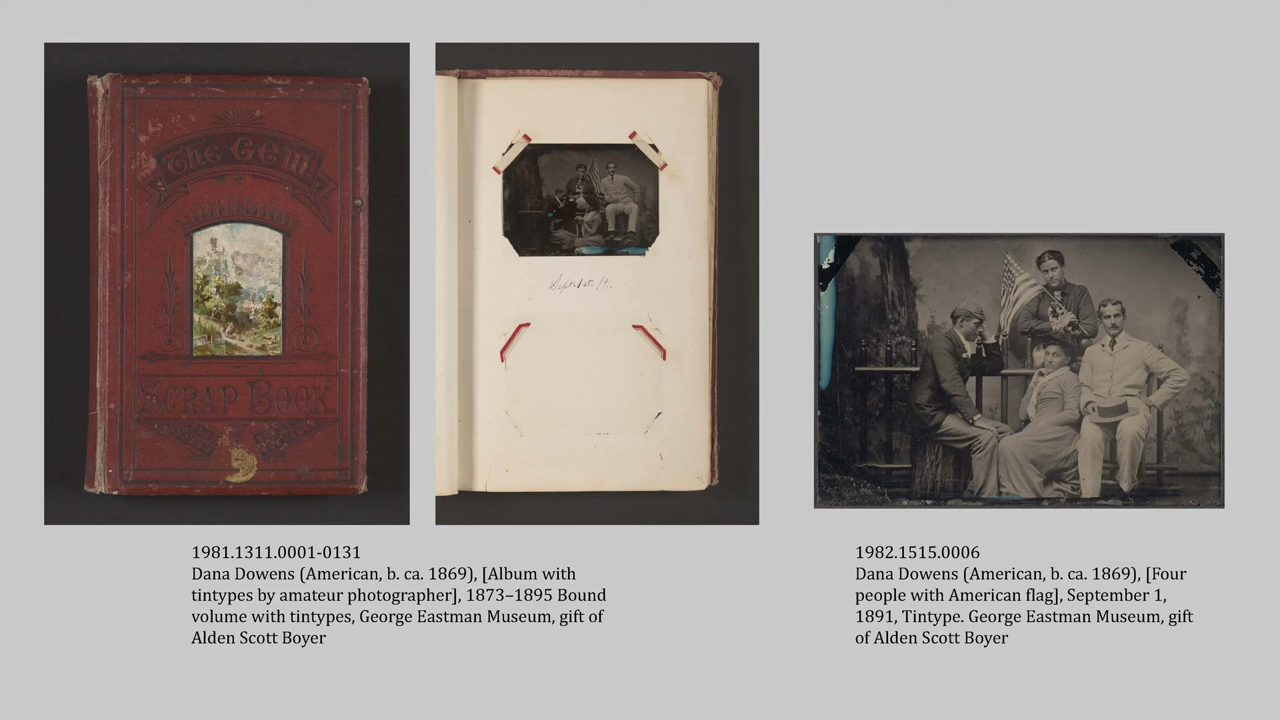 The Gem
SCRAP BOOK
Sept. 1st. /91.
1981.1311.0001-0131
Dana Dowens (American, b. ca. 1869), [Album with
tintypes by amateur photographer], 1873–1895 Bound
volume with tintypes, George Eastman Museum, gift of
Alden Scott Boyer
1982.1515.0006
Dana Dowens (American, b. ca. 1869), [Four
people with American flag], September 1,
1891, Tintype. George Eastman Museum, gift
of Alden Scott Boyer